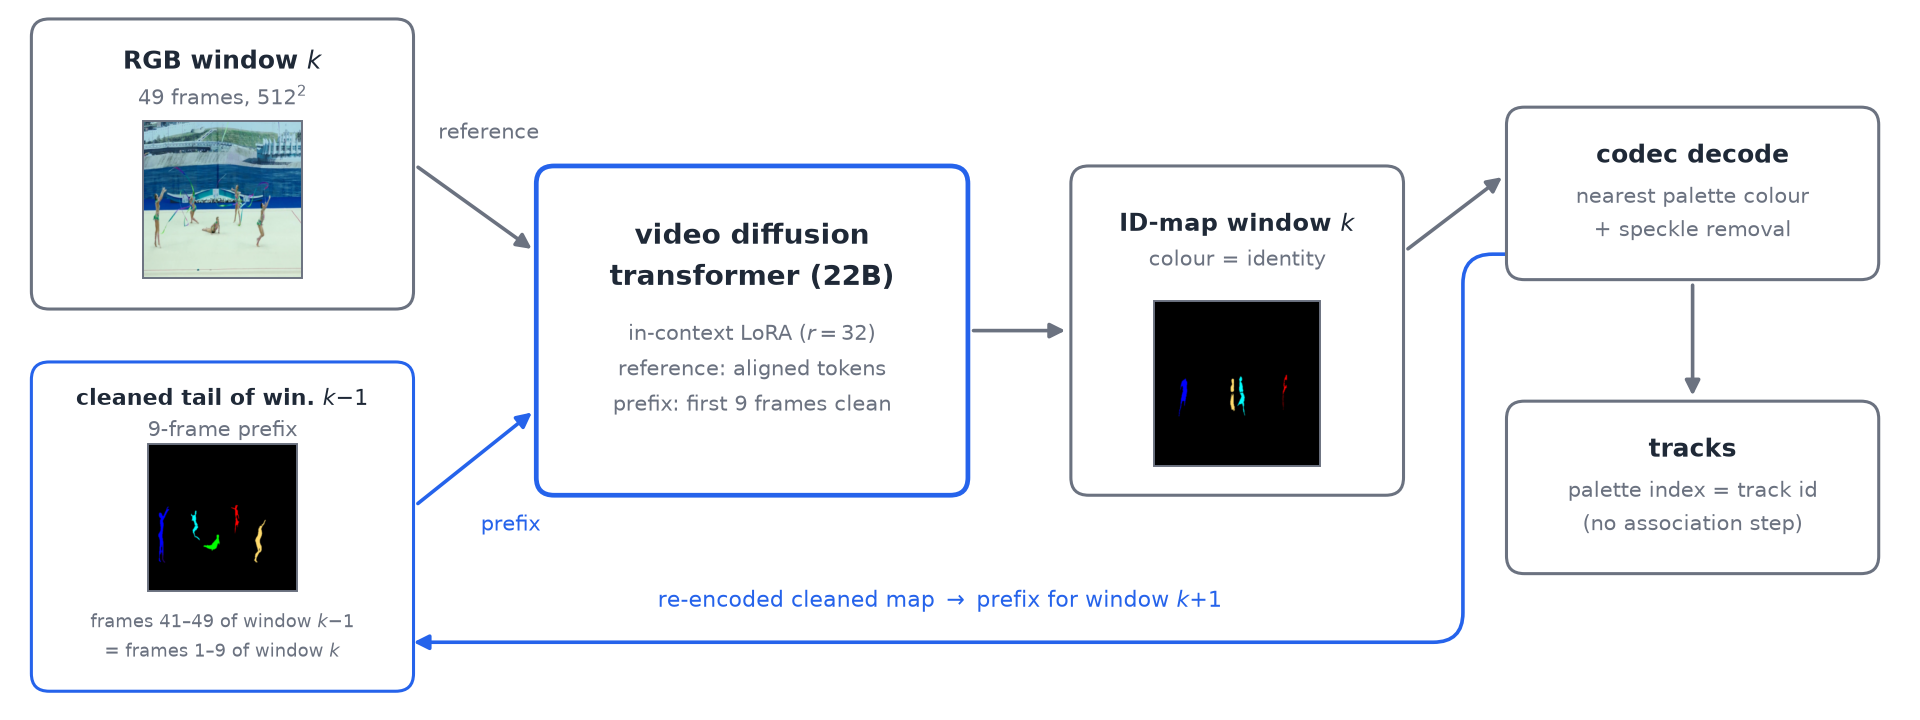 RGB window k
49 frames, 512²
reference
cleaned tail of win. k−1
9-frame prefix
frames 41–49 of window k−1
= frames 1–9 of window k
prefix
video diffusion
transformer (22B)
in-context LoRA (r = 32)
reference: aligned tokens
prefix: first 9 frames clean
ID-map window k
colour = identity
codec decode
nearest palette colour
+ speckle removal
tracks
palette index = track id
(no association step)
re-encoded cleaned map → prefix for window k+1